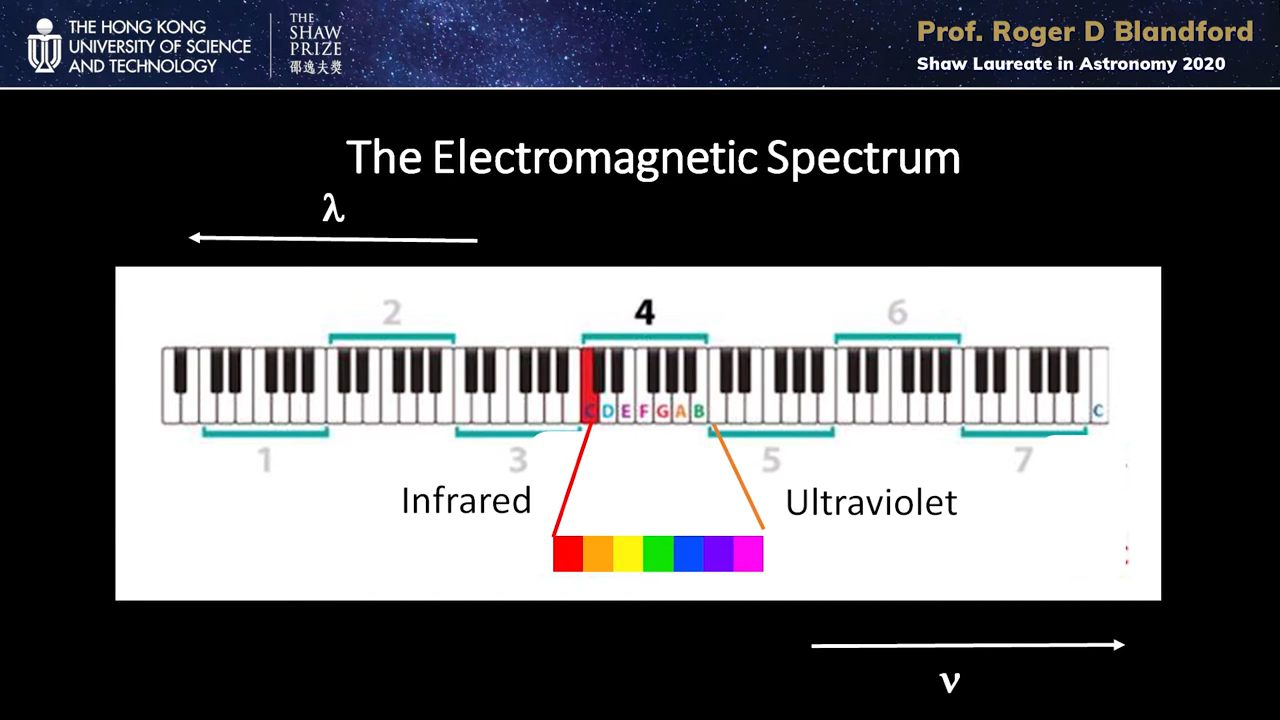 THE HONG KONG
UNIVERSITY OF SCIENCE
AND TECHNOLOGY
THE
SHAW
PRIZE
邵逸夫獎
Prof. Roger D Blandford
Shaw Laureate in Astronomy 2020
The Electromagnetic Spectrum
λ
2 4 6
C D E F G A B C
1 3 5 7
Infrared Ultraviolet
ν